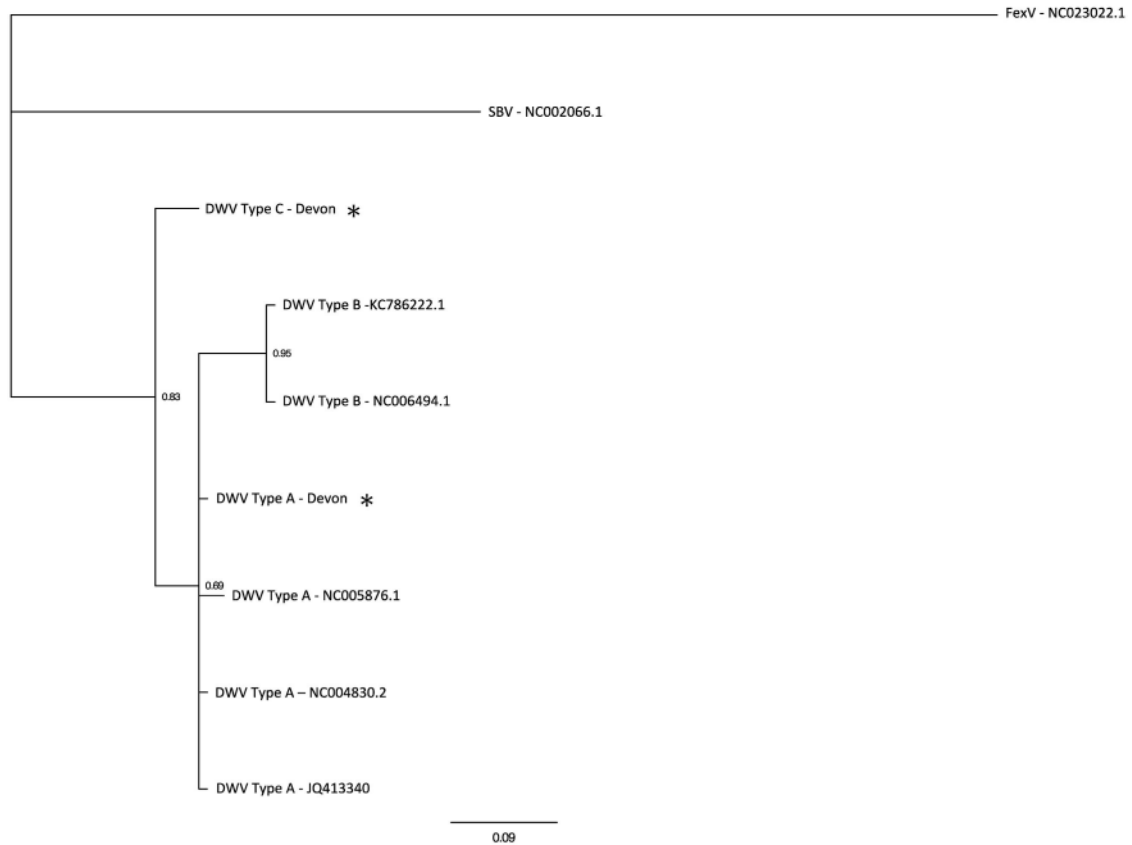 FexV - NC023022.1
SBV - NC002066.1
DWV Type C - Devon *
DWV Type B -KC786222.1
0.95
0.83
DWV Type B - NC006494.1
DWV Type A - Devon *
0.69
DWV Type A - NC005876.1
DWV Type A – NC004830.2
DWV Type A - JQ413340
0.09